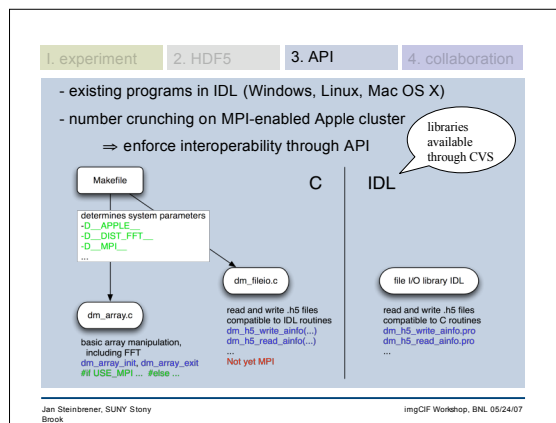 I. experiment
2. HDF5
3. API
4. collaboration
- existing programs in IDL (Windows, Linux, Mac OS X)
- number crunching on MPI-enabled Apple cluster
⇒ enforce interoperability through API
libraries
available
through CVS
Makefile
C
IDL
determines system parameters
-D__APPLE__
-D__DIST_FFT__
-D__MPI__
...
dm_fileio.c
file I/O library IDL
dm_array.c
read and write .h5 files
compatible to IDL routines
dm_h5_write_ainfo(...)
dm_h5_read_ainfo(...)
...
Not yet MPI
read and write .h5 files
compatible to C routines
dm_h5_write_ainfo.pro
dm_h5_read_ainfo.pro
...
basic array manipulation,
including FFT
dm_array_init, dm_array_exit
#if USE_MPI ... #else ...
Jan Steinbrener, SUNY Stony
Brook
imgCIF Workshop, BNL 05/24/07